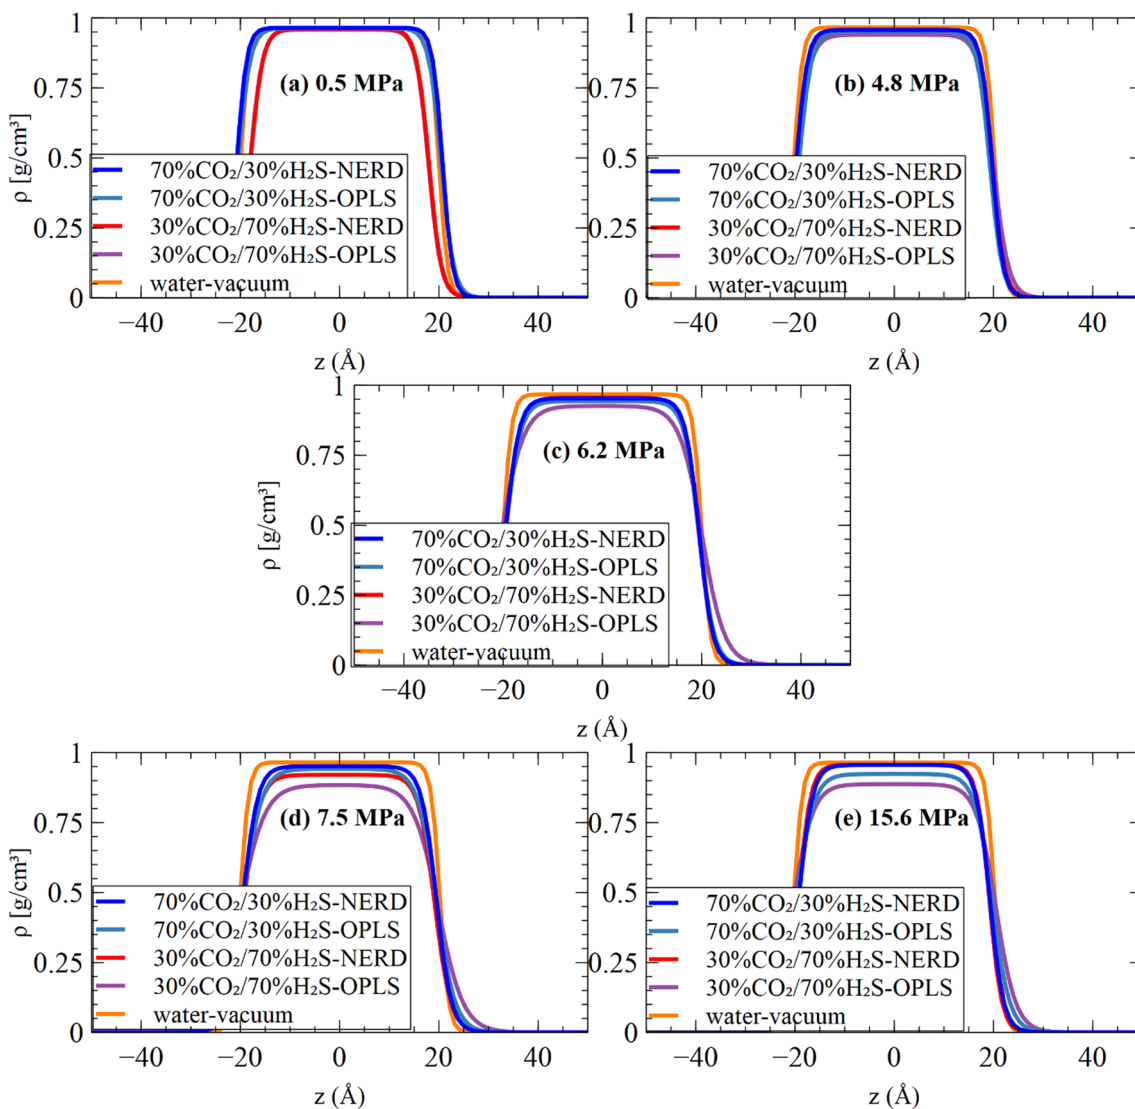 1
0.75
0.5
0.25
0
ρ [g/cm³]
(a) 0.5 MPa
70%CO₂/30%H₂S-NERD
70%CO₂/30%H₂S-OPLS
30%CO₂/70%H₂S-NERD
30%CO₂/70%H₂S-OPLS
water-vacuum
−40 −20 0 20 40
z (Å)
1
0.75
0.5
0.25
0
ρ [g/cm³]
(b) 4.8 MPa
70%CO₂/30%H₂S-NERD
70%CO₂/30%H₂S-OPLS
30%CO₂/70%H₂S-NERD
30%CO₂/70%H₂S-OPLS
water-vacuum
−40 −20 0 20 40
z (Å)
1
0.75
0.5
0.25
0
ρ [g/cm³]
(c) 6.2 MPa
70%CO₂/30%H₂S-NERD
70%CO₂/30%H₂S-OPLS
30%CO₂/70%H₂S-NERD
30%CO₂/70%H₂S-OPLS
water-vacuum
−40 −20 0 20 40
z (Å)
1
0.75
0.5
0.25
0
ρ [g/cm³]
(d) 7.5 MPa
70%CO₂/30%H₂S-NERD
70%CO₂/30%H₂S-OPLS
30%CO₂/70%H₂S-NERD
30%CO₂/70%H₂S-OPLS
water-vacuum
−40 −20 0 20 40
z (Å)
1
0.75
0.5
0.25
0
ρ [g/cm³]
(e) 15.6 MPa
70%CO₂/30%H₂S-NERD
70%CO₂/30%H₂S-OPLS
30%CO₂/70%H₂S-NERD
30%CO₂/70%H₂S-OPLS
water-vacuum
−40 −20 0 20 40
z (Å)